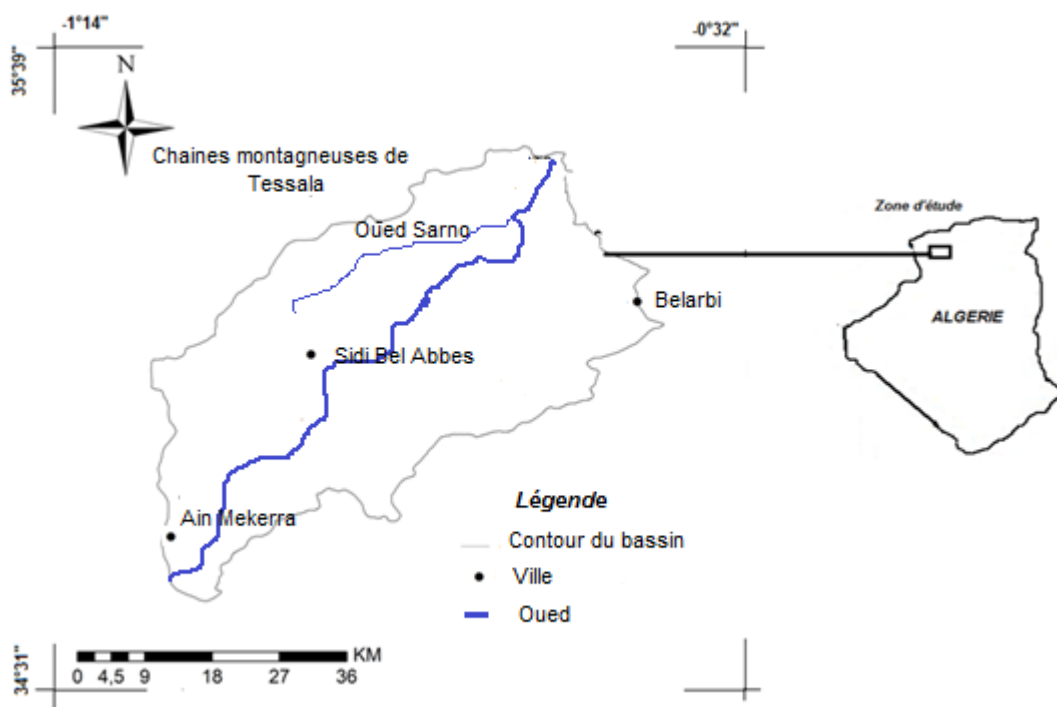 -1°14"
-0°32"
35°39"
N
Chaines montagneuses de
Tessala
Oued Sarno
Zone d'étude
Belarbi
ALGERIE
Sidi Bel Abbes
Légende
Ain Mekerra
Contour du bassin
Ville
Oued
KM
0 4,5 9 18 27 36
34°31"